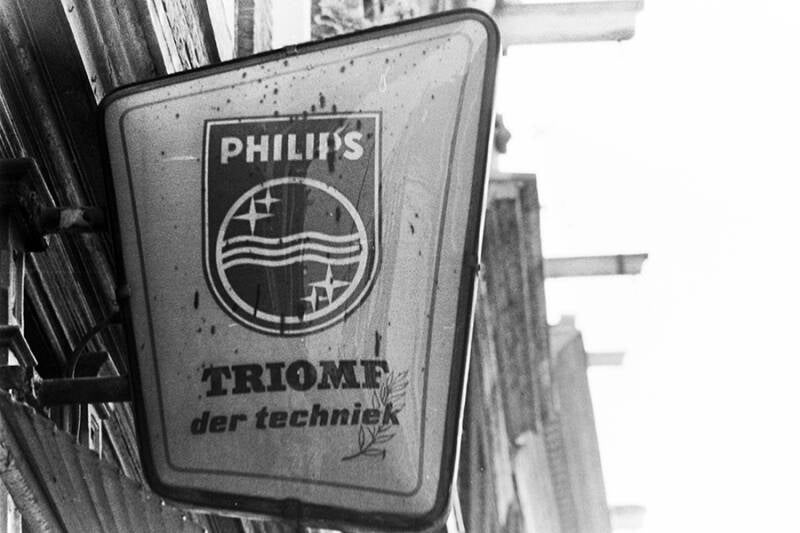 PHILIPS
TRIOMF
der techniek